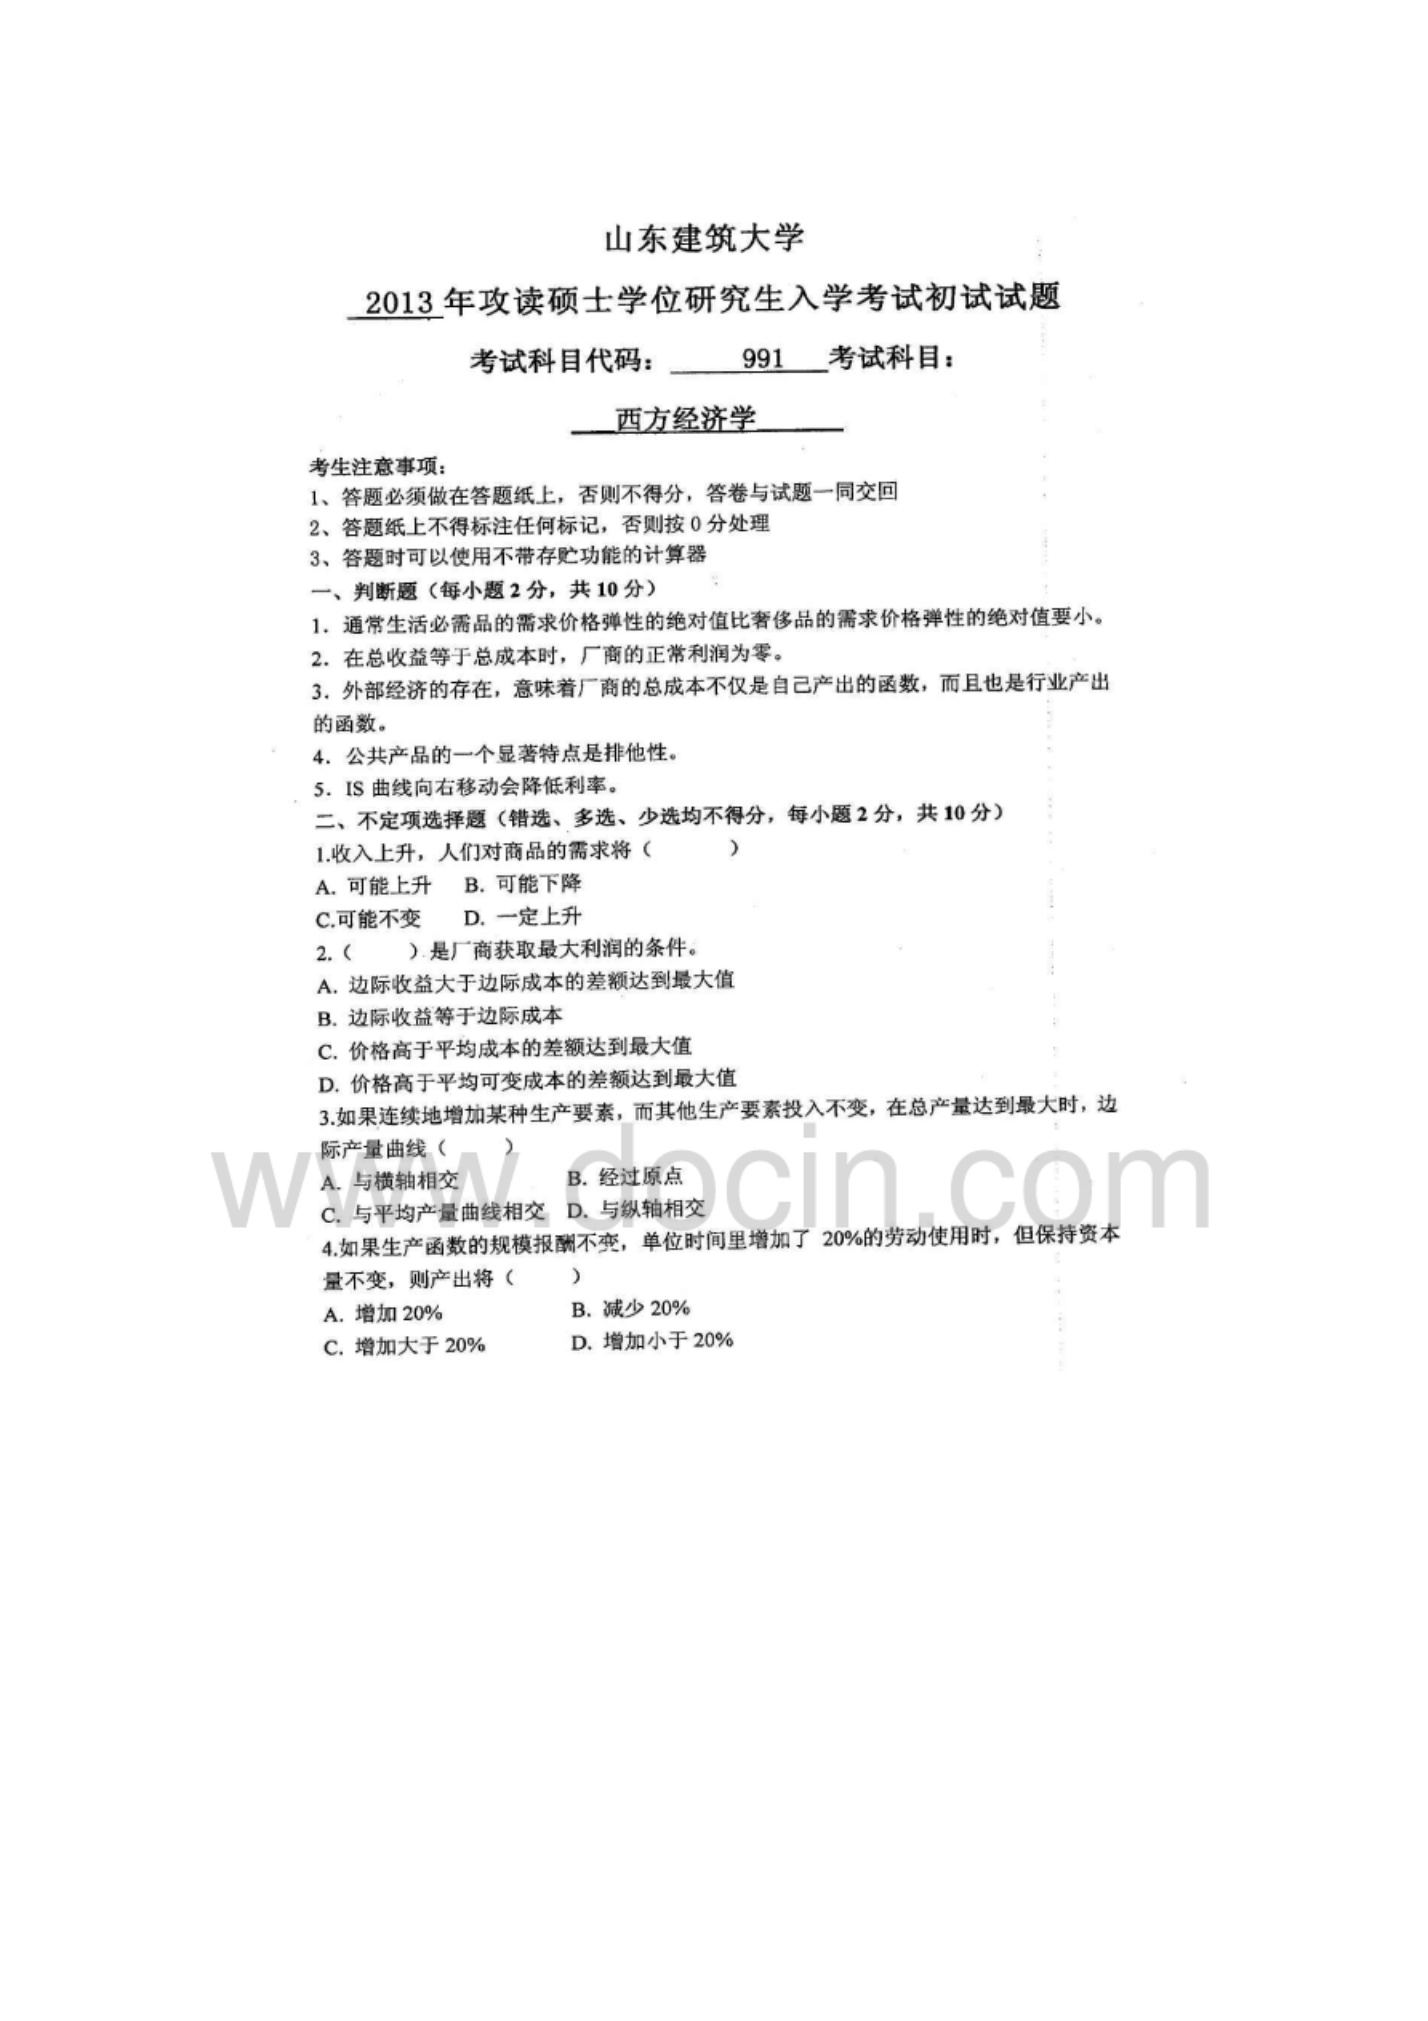 山东建筑大学
2013 年攻读硕士学位研究生入学考试初试试题
考试科目代码： 991 考试科目：
西方经济学
考生注意事项：
1、答题必须做在答题纸上，否则不得分，答卷与试题一同交回
2、答题纸上不得标注任何标记，否则按 0 分处理
3、答题时可以使用不带存贮功能的计算器
一、判断题（每小题 2 分，共 10 分）
1．通常生活必需品的需求价格弹性的绝对值比奢侈品的需求价格弹性的绝对值要小。
2．在总收益等于总成本时，厂商的正常利润为零。
3．外部经济的存在，意味着厂商的总成本不仅是自己产出的函数，而且也是行业产出
的函数。
4．公共产品的一个显著特点是排他性。
5．IS 曲线向右移动会降低利率。
二、不定项选择题（错选、多选、少选均不得分，每小题 2 分，共 10 分）
1.收入上升，人们对商品的需求将（ ）
A. 可能上升 B. 可能下降
C.可能不变 D. 一定上升
2.（ ）是厂商获取最大利润的条件。
A. 边际收益大于边际成本的差额达到最大值
B. 边际收益等于边际成本
C. 价格高于平均成本的差额达到最大值
D. 价格高于平均可变成本的差额达到最大值
3.如果连续地增加某种生产要素，而其他生产要素投入不变，在总产量达到最大时，边
际产量曲线（ ）
www.docin.com
A. 与横轴相交 B. 经过原点
C. 与平均产量曲线相交 D. 与纵轴相交
4.如果生产函数的规模报酬不变，单位时间里增加了 20%的劳动使用时，但保持资本
量不变，则产出将（ ）
A. 增加 20% B. 减少 20%
C. 增加大于 20% D. 增加小于 20%